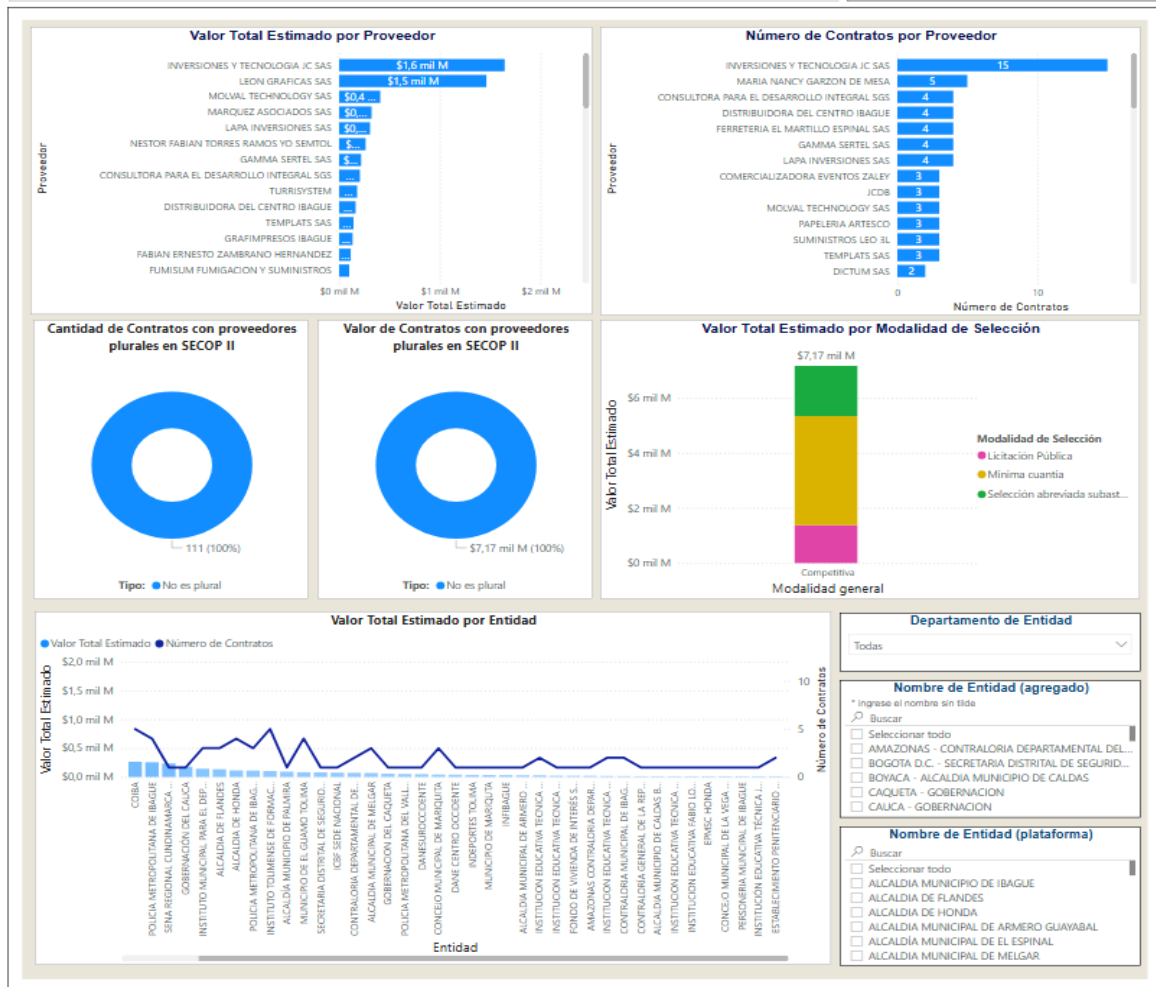 Valor Total Estimado por Proveedor
Proveedor
INVERSIONES Y TECNOLOGIA JC SAS
$1,6 mil M
LEON GRAFICAS SAS
$1,5 mil M
MOLVAL TECHNOLOGY SAS
$0,4 ...
MARQUEZ ASOCIADOS SAS
$0,...
LAPA INVERSIONES SAS
$0,...
NESTOR FABIAN TORRES RAMOS YO SEMTOL
$...
GAMMA SERTEL SAS
$...
CONSULTORA PARA EL DESARROLLO INTEGRAL SGS
...
TURRISYSTEM
...
DISTRIBUIDORA DEL CENTRO IBAGUE
...
TEMPLATS SAS
...
GRAFIMPRESOS IBAGUE
...
FABIAN ERNESTO ZAMBRANO HERNANDEZ
...
FUMISUM FUMIGACION Y SUMINISTROS
$0 mil M
$1 mil M
$2 mil M
Valor Total Estimado
Número de Contratos por Proveedor
Proveedor
INVERSIONES Y TECNOLOGIA JC SAS
15
MARIA NANCY GARZON DE MESA
5
CONSULTORA PARA EL DESARROLLO INTEGRAL SGS
4
DISTRIBUIDORA DEL CENTRO IBAGUE
4
FERRETERIA EL MARTILLO ESPINAL SAS
4
GAMMA SERTEL SAS
4
LAPA INVERSIONES SAS
4
COMERCIALIZADORA EVENTOS ZALEY
3
JCDB
3
MOLVAL TECHNOLOGY SAS
3
PAPELERIA ARTESCO
3
SUMINISTROS LEO 3L
3
TEMPLATS SAS
3
DICTUM SAS
2
0
10
Número de Contratos
Cantidad de Contratos con proveedores
plurales en SECOP II
111 (100%)
Tipo: No es plural
Valor de Contratos con proveedores
plurales en SECOP II
$7,17 mil M (100%)
Tipo: No es plural
Valor Total Estimado por Modalidad de Selección
$7,17 mil M
Valor Total Estimado
$6 mil M
$4 mil M
$2 mil M
$0 mil M
Competitiva
Modalidad general
Modalidad de Selección
Licitación Pública
Mínima cuantía
Selección abreviada subast...
Valor Total Estimado por Entidad
Valor Total Estimado Número de Contratos
Valor Total Estimado
$2,0 mil M
$1,5 mil M
$1,0 mil M
$0,5 mil M
$0,0 mil M
10
5
0
Número de Contratos
COIBA
POLICIA METROPOLITANA DE IBAGUE
SENA REGIONAL CUNDINAMARCA ...
GOBERNACIÓN DEL CAUCA
INSTITUTO MUNICIPAL PARA EL DEP...
ALCALDIA DE FLANDES
ALCALDIA DE HONDA
POLICIA METROPOLITANA DE IBAG...
INSTITUTO TOLIMENSE DE FORMAC...
ALCALDÍA MUNICIPIO DE PALMIRA
MUNICIPIO DE EL GUAMO TOLIMA
SECRETARIA DISTRITAL DE SEGURID...
ICBF SEDE NACIONAL
CONTRALORIA DEPARTAMENTAL DE...
ALCALDIA MUNICIPAL DE MELGAR
GOBERNACION DEL CAQUETA
POLICIA METROPOLITANA DEL VALL...
DANESUROCCIDENTE
CONCEJO MUNICIPAL DE MARIQUITA
DANE CENTRO OCCIDENTE
INDEPORTES TOLIMA
MUNICPIO DE MARIQUTA
INFIBAGUE
ALCALDIA MUNICIPAL DE ARMERO ...
INSTITUCION EDUCATIVA TECNICA ...
INSTITUCION EDUCATIVA TECNICA ...
FONDO DE VIVIENDA DE INTERÉS S...
AMAZONAS CONTRALORIA DEPAR...
INSTITUCION EDUCATIVA TECNICA ...
CONTRALORIA MUNICIPAL DE IBAG...
CONTRALORÍA GENERAL DE LA REP...
ALCALDIA MUNICIPIO DE CALDAS B...
INSTITUCION EDUCATIVA TECNICA ...
INSTITUCION EDUCATIVA FABIO LO...
EPMSC HONDA
CONCEJO MUNICIPAL DE LA VEGA ...
PERSONERIA MUNICIPAL DE IBAGUE
INSTITUCIÓN EDUCATIVA TÉCNICA J...
ESTABLECIMIENTO PENITENCIARIO ...
Entidad
Departamento de Entidad
Todas
Nombre de Entidad (agregado)
* Ingrese el nombre sin tilde
Buscar
Seleccionar todo
AMAZONAS - CONTRALORIA DEPARTAMENTAL DEL...
BOGOTA D.C. - SECRETARIA DISTRITAL DE SEGURID...
BOYACA - ALCALDIA MUNICIPIO DE CALDAS
CAQUETA - GOBERNACION
CAUCA - GOBERNACION
Nombre de Entidad (plataforma)
Buscar
Seleccionar todo
ALCALDIA MUNICIPIO DE IBAGUE
ALCALDIA DE FLANDES
ALCALDIA DE HONDA
ALCALDIA MUNICIPAL DE ARMERO GUAYABAL
ALCALDÍA MUNICIPAL DE EL ESPINAL
ALCALDIA MUNICIPAL DE MELGAR